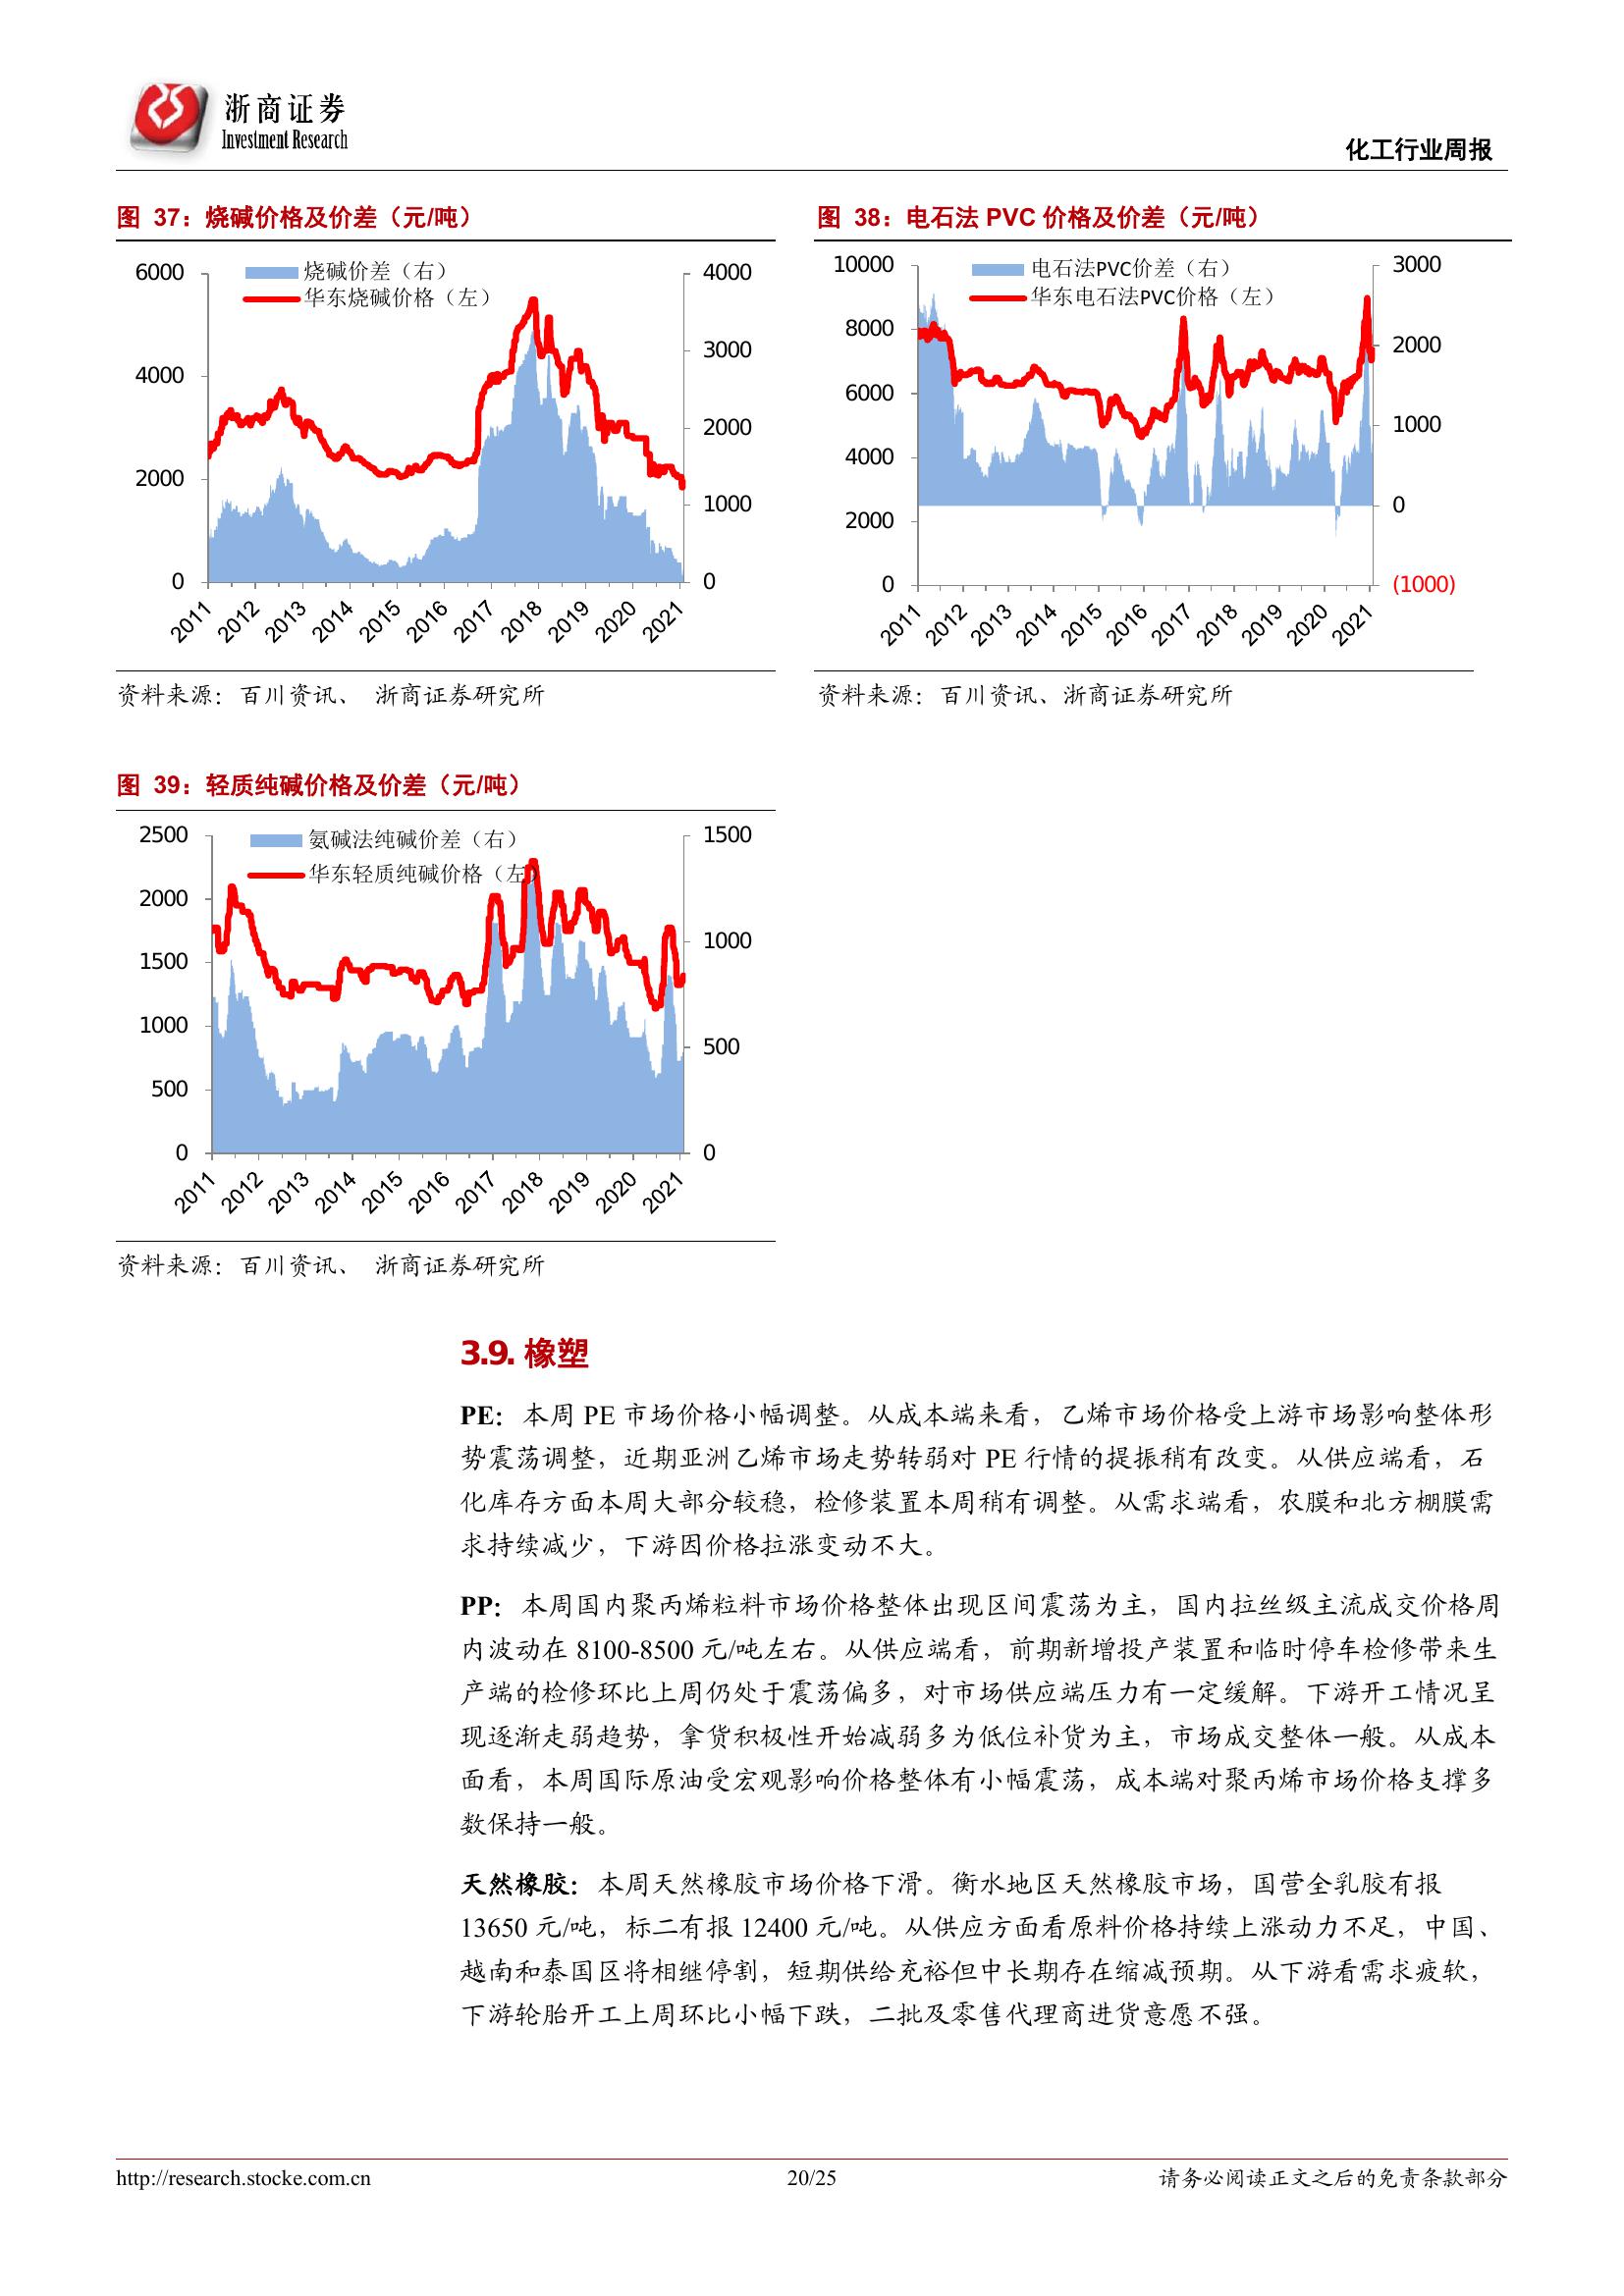 浙商证券
Investment Research
化工行业周报
图 37：烧碱价格及价差（元/吨）
6000
4000
2000
0
烧碱价差（右）
华东烧碱价格（左）
4000
3000
2000
1000
0
2011 2012 2013 2014 2015 2016 2017 2018 2019 2020 2021
资料来源：百川资讯、 浙商证券研究所
图 38：电石法 PVC 价格及价差（元/吨）
10000
8000
6000
4000
2000
0
电石法PVC价差（右）
华东电石法PVC价格（左）
3000
2000
1000
0
(1000)
2011 2012 2013 2014 2015 2016 2017 2018 2019 2020 2021
资料来源：百川资讯、浙商证券研究所
图 39：轻质纯碱价格及价差（元/吨）
2500
2000
1500
1000
500
0
氨碱法纯碱价差（右）
华东轻质纯碱价格（左）
1500
1000
500
0
2011 2012 2013 2014 2015 2016 2017 2018 2019 2020 2021
资料来源：百川资讯、 浙商证券研究所
3.9. 橡塑
PE：本周 PE 市场价格小幅调整。从成本端来看，乙烯市场价格受上游市场影响整体形
势震荡调整，近期亚洲乙烯市场走势转弱对 PE 行情的提振稍有改变。从供应端看，石
化库存方面本周大部分较稳，检修装置本周稍有调整。从需求端看，农膜和北方棚膜需
求持续减少，下游因价格拉涨变动不大。
PP：本周国内聚丙烯粒料市场价格整体出现区间震荡为主，国内拉丝级主流成交价格周
内波动在 8100-8500 元/吨左右。从供应端看，前期新增投产装置和临时停车检修带来生
产端的检修环比上周仍处于震荡偏多，对市场供应端压力有一定缓解。下游开工情况呈
现逐渐走弱趋势，拿货积极性开始减弱多为低位补货为主，市场成交整体一般。从成本
面看，本周国际原油受宏观影响价格整体有小幅震荡，成本端对聚丙烯市场价格支撑多
数保持一般。
天然橡胶：本周天然橡胶市场价格下滑。衡水地区天然橡胶市场，国营全乳胶有报
13650 元/吨，标二有报 12400 元/吨。从供应方面看原料价格持续上涨动力不足，中国、
越南和泰国区将相继停割，短期供给充裕但中长期存在缩减预期。从下游看需求疲软，
下游轮胎开工上周环比小幅下跌，二批及零售代理商进货意愿不强。
http://research.stocke.com.cn
20/25
请务必阅读正文之后的免责条款部分